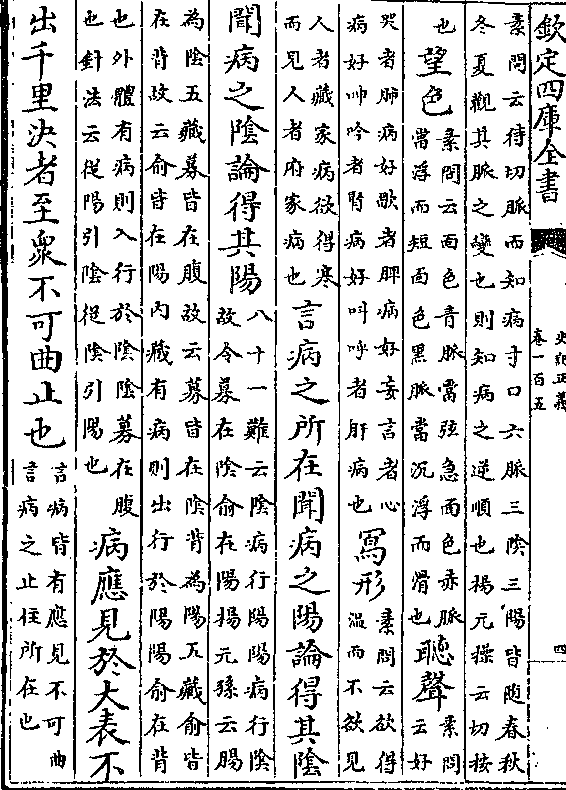 欽定四庫全書
史記正義
卷一百五
四
素問云待切脈而知病寸口六脈三陰三陽皆随春秋
冬夏觀其脈之變也則知病之逆順也楊元操云切按
也
望色
素問云面色青脈當弦急面色赤脈
當浮而短面色黑脈當沉浮而滑也
聽聲
素問
云好
哭者肺病好歌者脾病好妄言者心
病好呻吟者腎病好叫呼者肝病也
寫形
素問云欲得
温而不欲見
人者藏家病欲得寒
而見人者府家病也
言病之所在聞病之陽論得其陰
聞病之陰論得其陽
八十一難云陰病行陽陽病行陰
故令募在陰俞在陽楊元孫云腸
為陰五藏募皆在腹故云募皆在陰背為陽五藏俞皆
在背故云俞皆在陽内藏有病則出行於陽陽俞在背
也外體有病則入行於陰陰募在腹
也針法云從陽引陰從陰引陽也
病應見於大表不
出千里決者至衆不可曲止也
言病皆有應見不可曲
言病之止住所在也